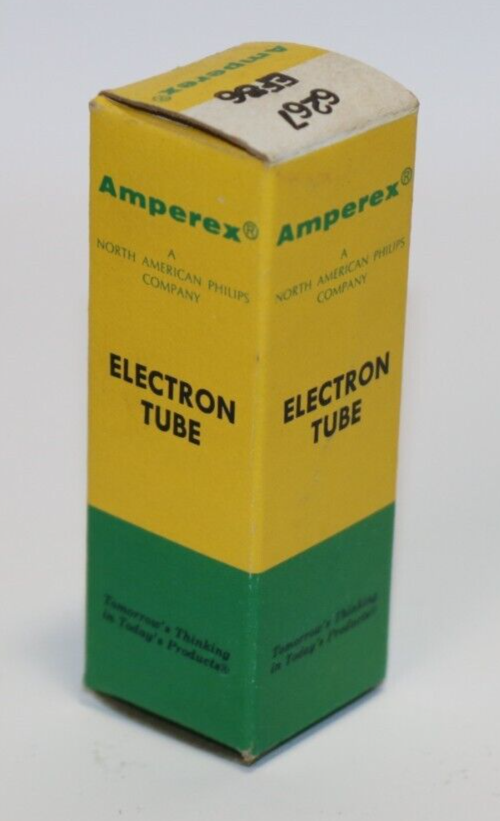 Amperex®
6267
EF86
Amperex®
A
NORTH AMERICAN PHILIPS
COMPANY
ELECTRON
TUBE
Tomorrow's Thinking
in Today's Products®
Amperex®
A
NORTH AMERICAN PHILIPS
COMPANY
ELECTRON
TUBE
Tomorrow's Thinking
in Today's Products®